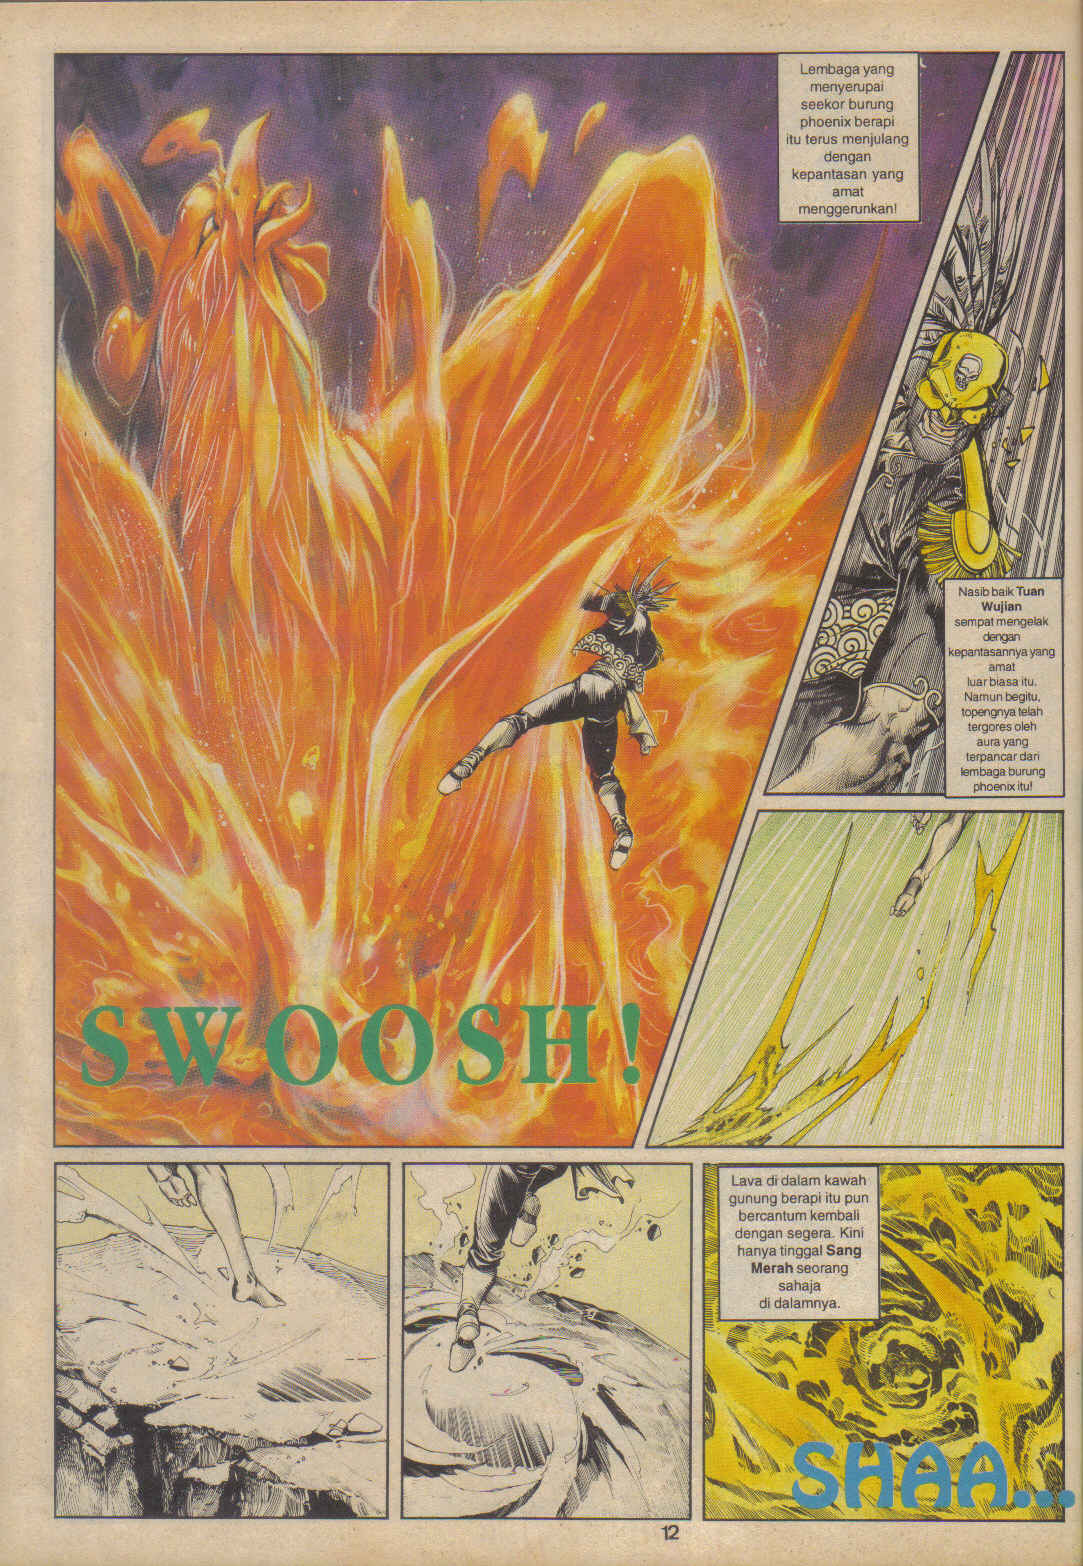 Lembaga yang
menyerupai
seekor burung
phoenix berapi
itu terus menjulang
dengan
kepantasan yang
amat
menggerunkan!
Nasib baik Tuan
Wujian
sempat mengelak
dengan
kepantasannya yang
amat
luar biasa itu.
Namun begitu,
topengnya telah
tergores oleh
aura yang
terpancar dari
lembaga burung
phoenix itu!
SWOOSH!
Lava di dalam kawah
gunung berapi itu pun
bercantum kembali
dengan segera. Kini
hanya tinggal Sang
Merah seorang
sahaja
di dalamnya.
SHAA...
12